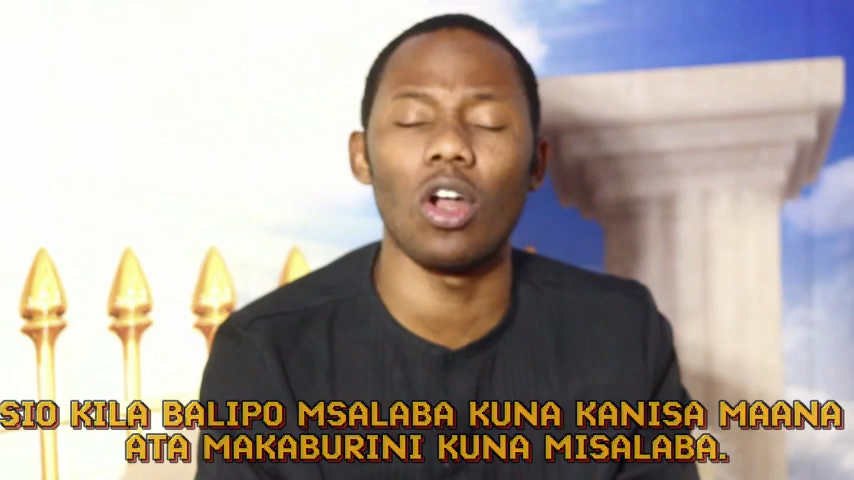 SIO KILA BALIPO MSALABA KUNA KANISA MAANA
ATA MAKABURINI KUNA MISALABA.